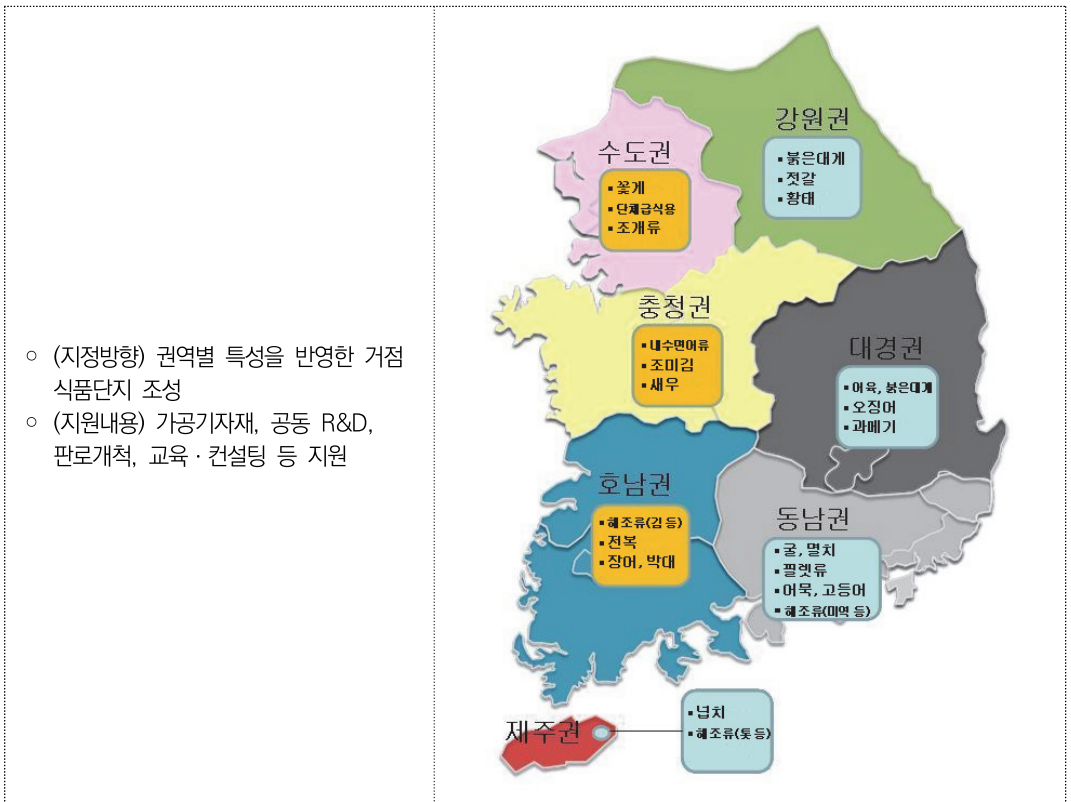 ○ (지정방향) 권역별 특성을 반영한 거점
식품단지 조성
○ (지원내용) 가공기자재, 공동 R&D,
판로개척, 교육·컨설팅 등 지원
강원권
▪붉은대게
▪젓갈
▪황태
수도권
▪꽃게
▪단체급식용
▪조개류
충청권
▪내수면어류
▪조미김
▪새우
대경권
▪어육, 붉은대게
▪오징어
▪과메기
호남권
▪해조류(김 등)
▪전복
▪장어, 박대
동남권
▪굴, 멸치
▪필렛류
▪어묵, 고등어
▪해조류(미역 등)
제주권
▪넙치
▪해조류(톳 등)